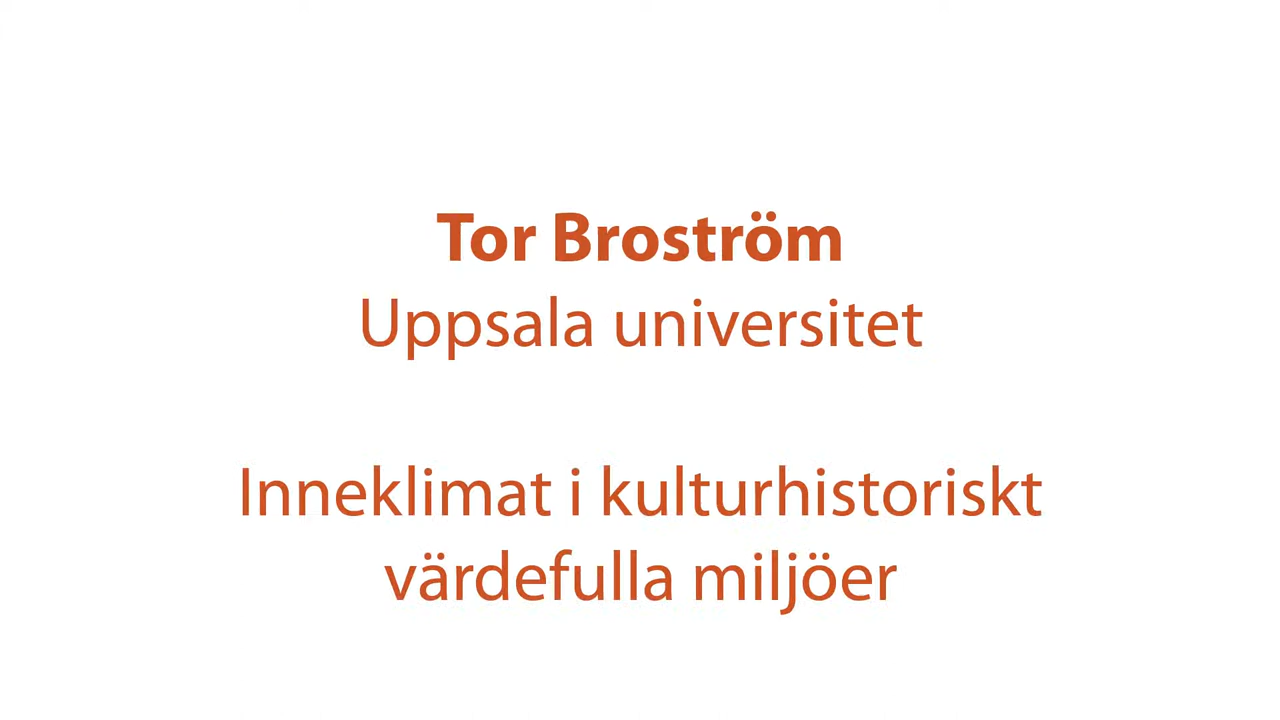 Tor Broström
Uppsala universitet
Inneklimat i kulturhistoriskt
värdefulla miljöer